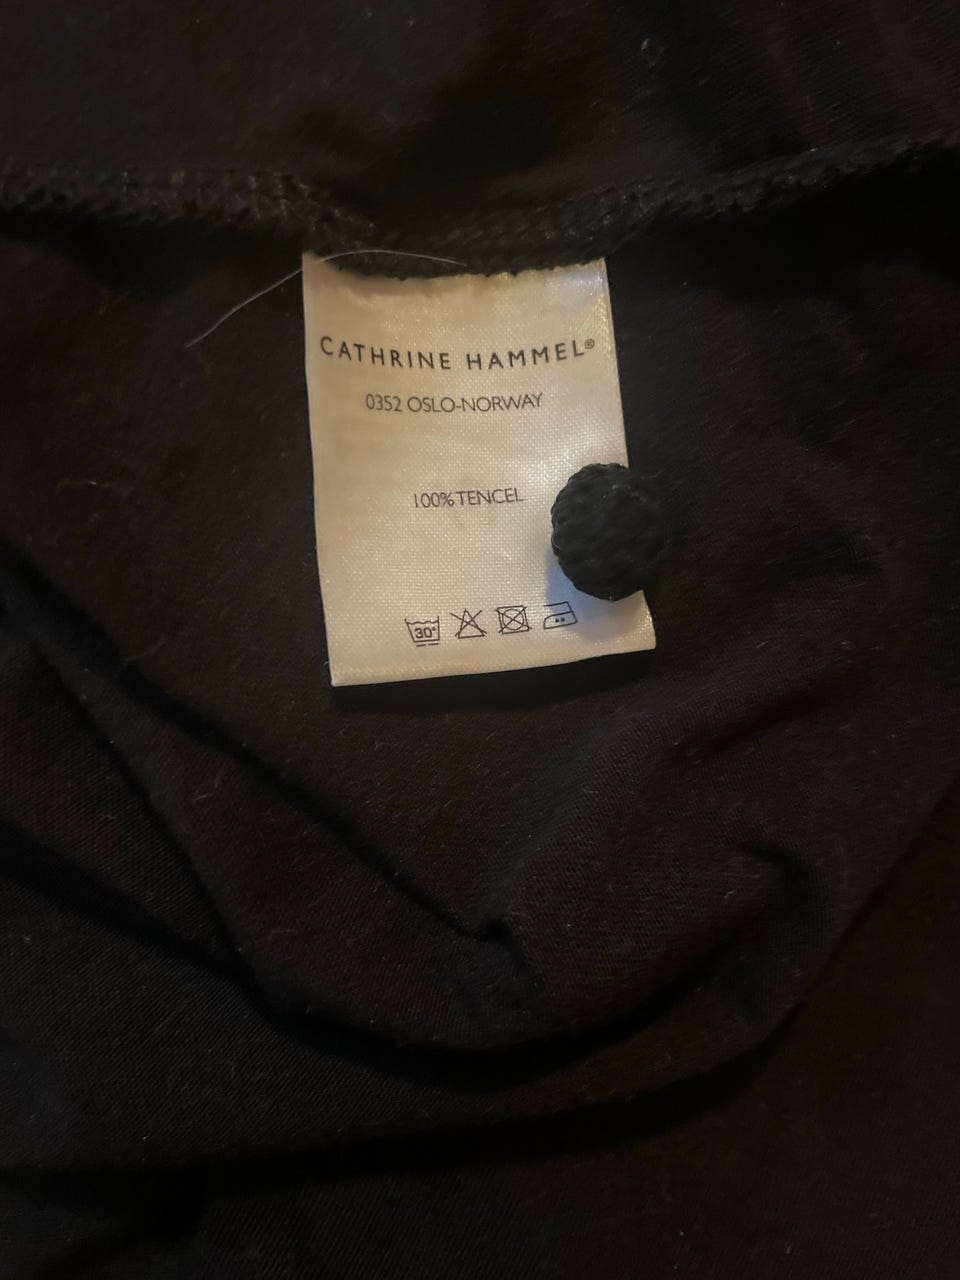 CATHRINE HAMMEL®
0352 OSLO-NORWAY
100% TENCEL
30°